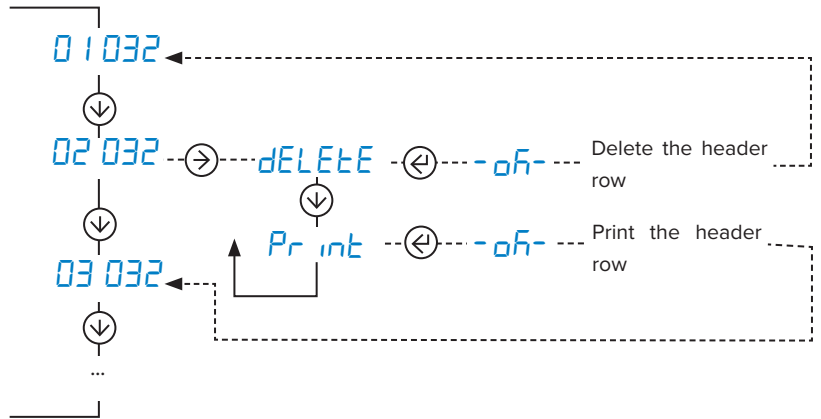 01 032
02 032
dELEtE
-oh-
Delete the header
row
Pr int
-oh-
Print the header
row
03 032
...